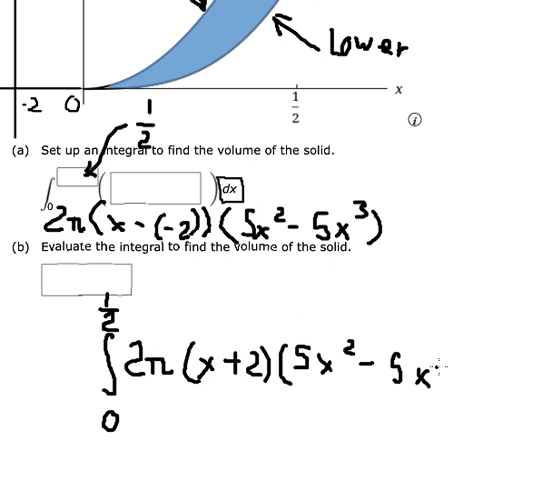 Lower
-2 0 1/2 x
1/2
(a) Set up an integral to find the volume of the solid.
∫₀ ( ) dx
2π(x-(-2))(5x²-5x³)
(b) Evaluate the integral to find the volume of the solid.
1/2
∫ 2π(x+2)(5x²-5x
0